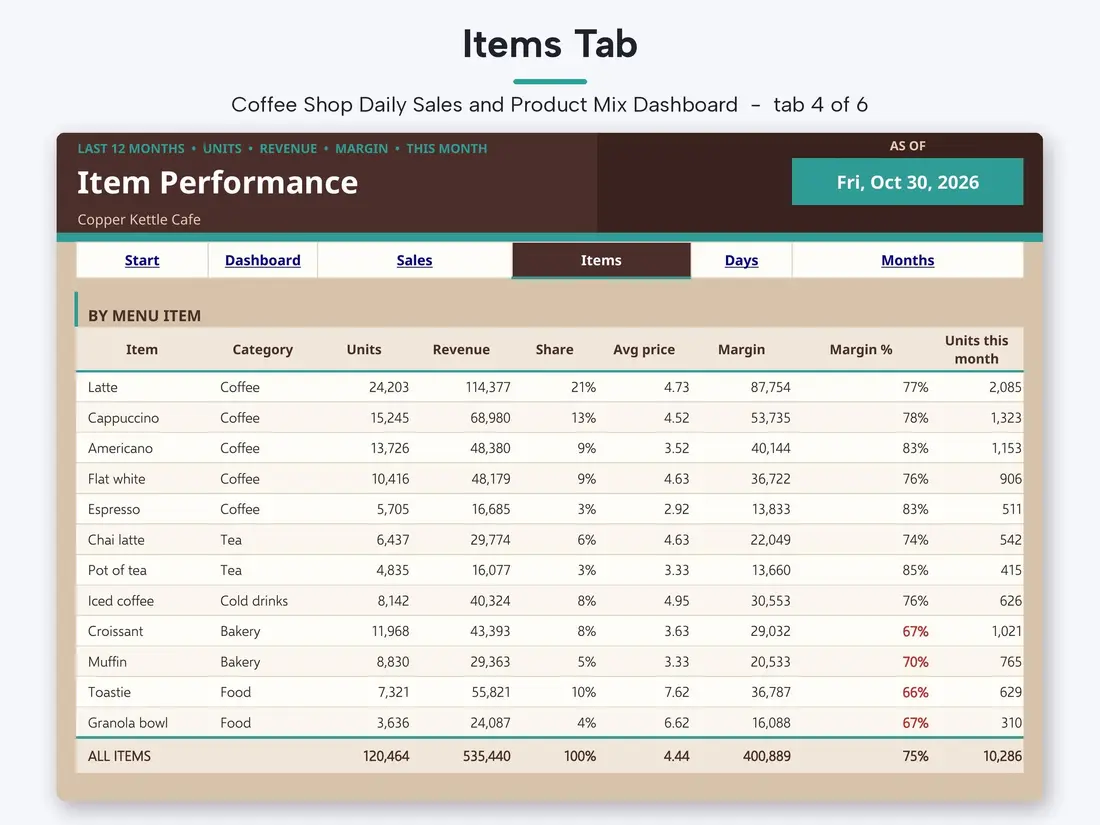 Items Tab
Coffee Shop Daily Sales and Product Mix Dashboard - tab 4 of 6
LAST 12 MONTHS • UNITS • REVENUE • MARGIN • THIS MONTH
AS OF
Item Performance
Fri, Oct 30, 2026
Copper Kettle Cafe
Start Dashboard Sales Items Days Months
BY MENU ITEM
Item Category Units Revenue Share Avg price Margin Margin % Units this month
Latte Coffee 24,203 114,377 21% 4.73 87,754 77% 2,085
Cappuccino Coffee 15,245 68,980 13% 4.52 53,735 78% 1,323
Americano Coffee 13,726 48,380 9% 3.52 40,144 83% 1,153
Flat white Coffee 10,416 48,179 9% 4.63 36,722 76% 906
Espresso Coffee 5,705 16,685 3% 2.92 13,833 83% 511
Chai latte Tea 6,437 29,774 6% 4.63 22,049 74% 542
Pot of tea Tea 4,835 16,077 3% 3.33 13,660 85% 415
Iced coffee Cold drinks 8,142 40,324 8% 4.95 30,553 76% 626
Croissant Bakery 11,968 43,393 8% 3.63 29,032 67% 1,021
Muffin Bakery 8,830 29,363 5% 3.33 20,533 70% 765
Toastie Food 7,321 55,821 10% 7.62 36,787 66% 629
Granola bowl Food 3,636 24,087 4% 6.62 16,088 67% 310
ALL ITEMS 120,464 535,440 100% 4.44 400,889 75% 10,286